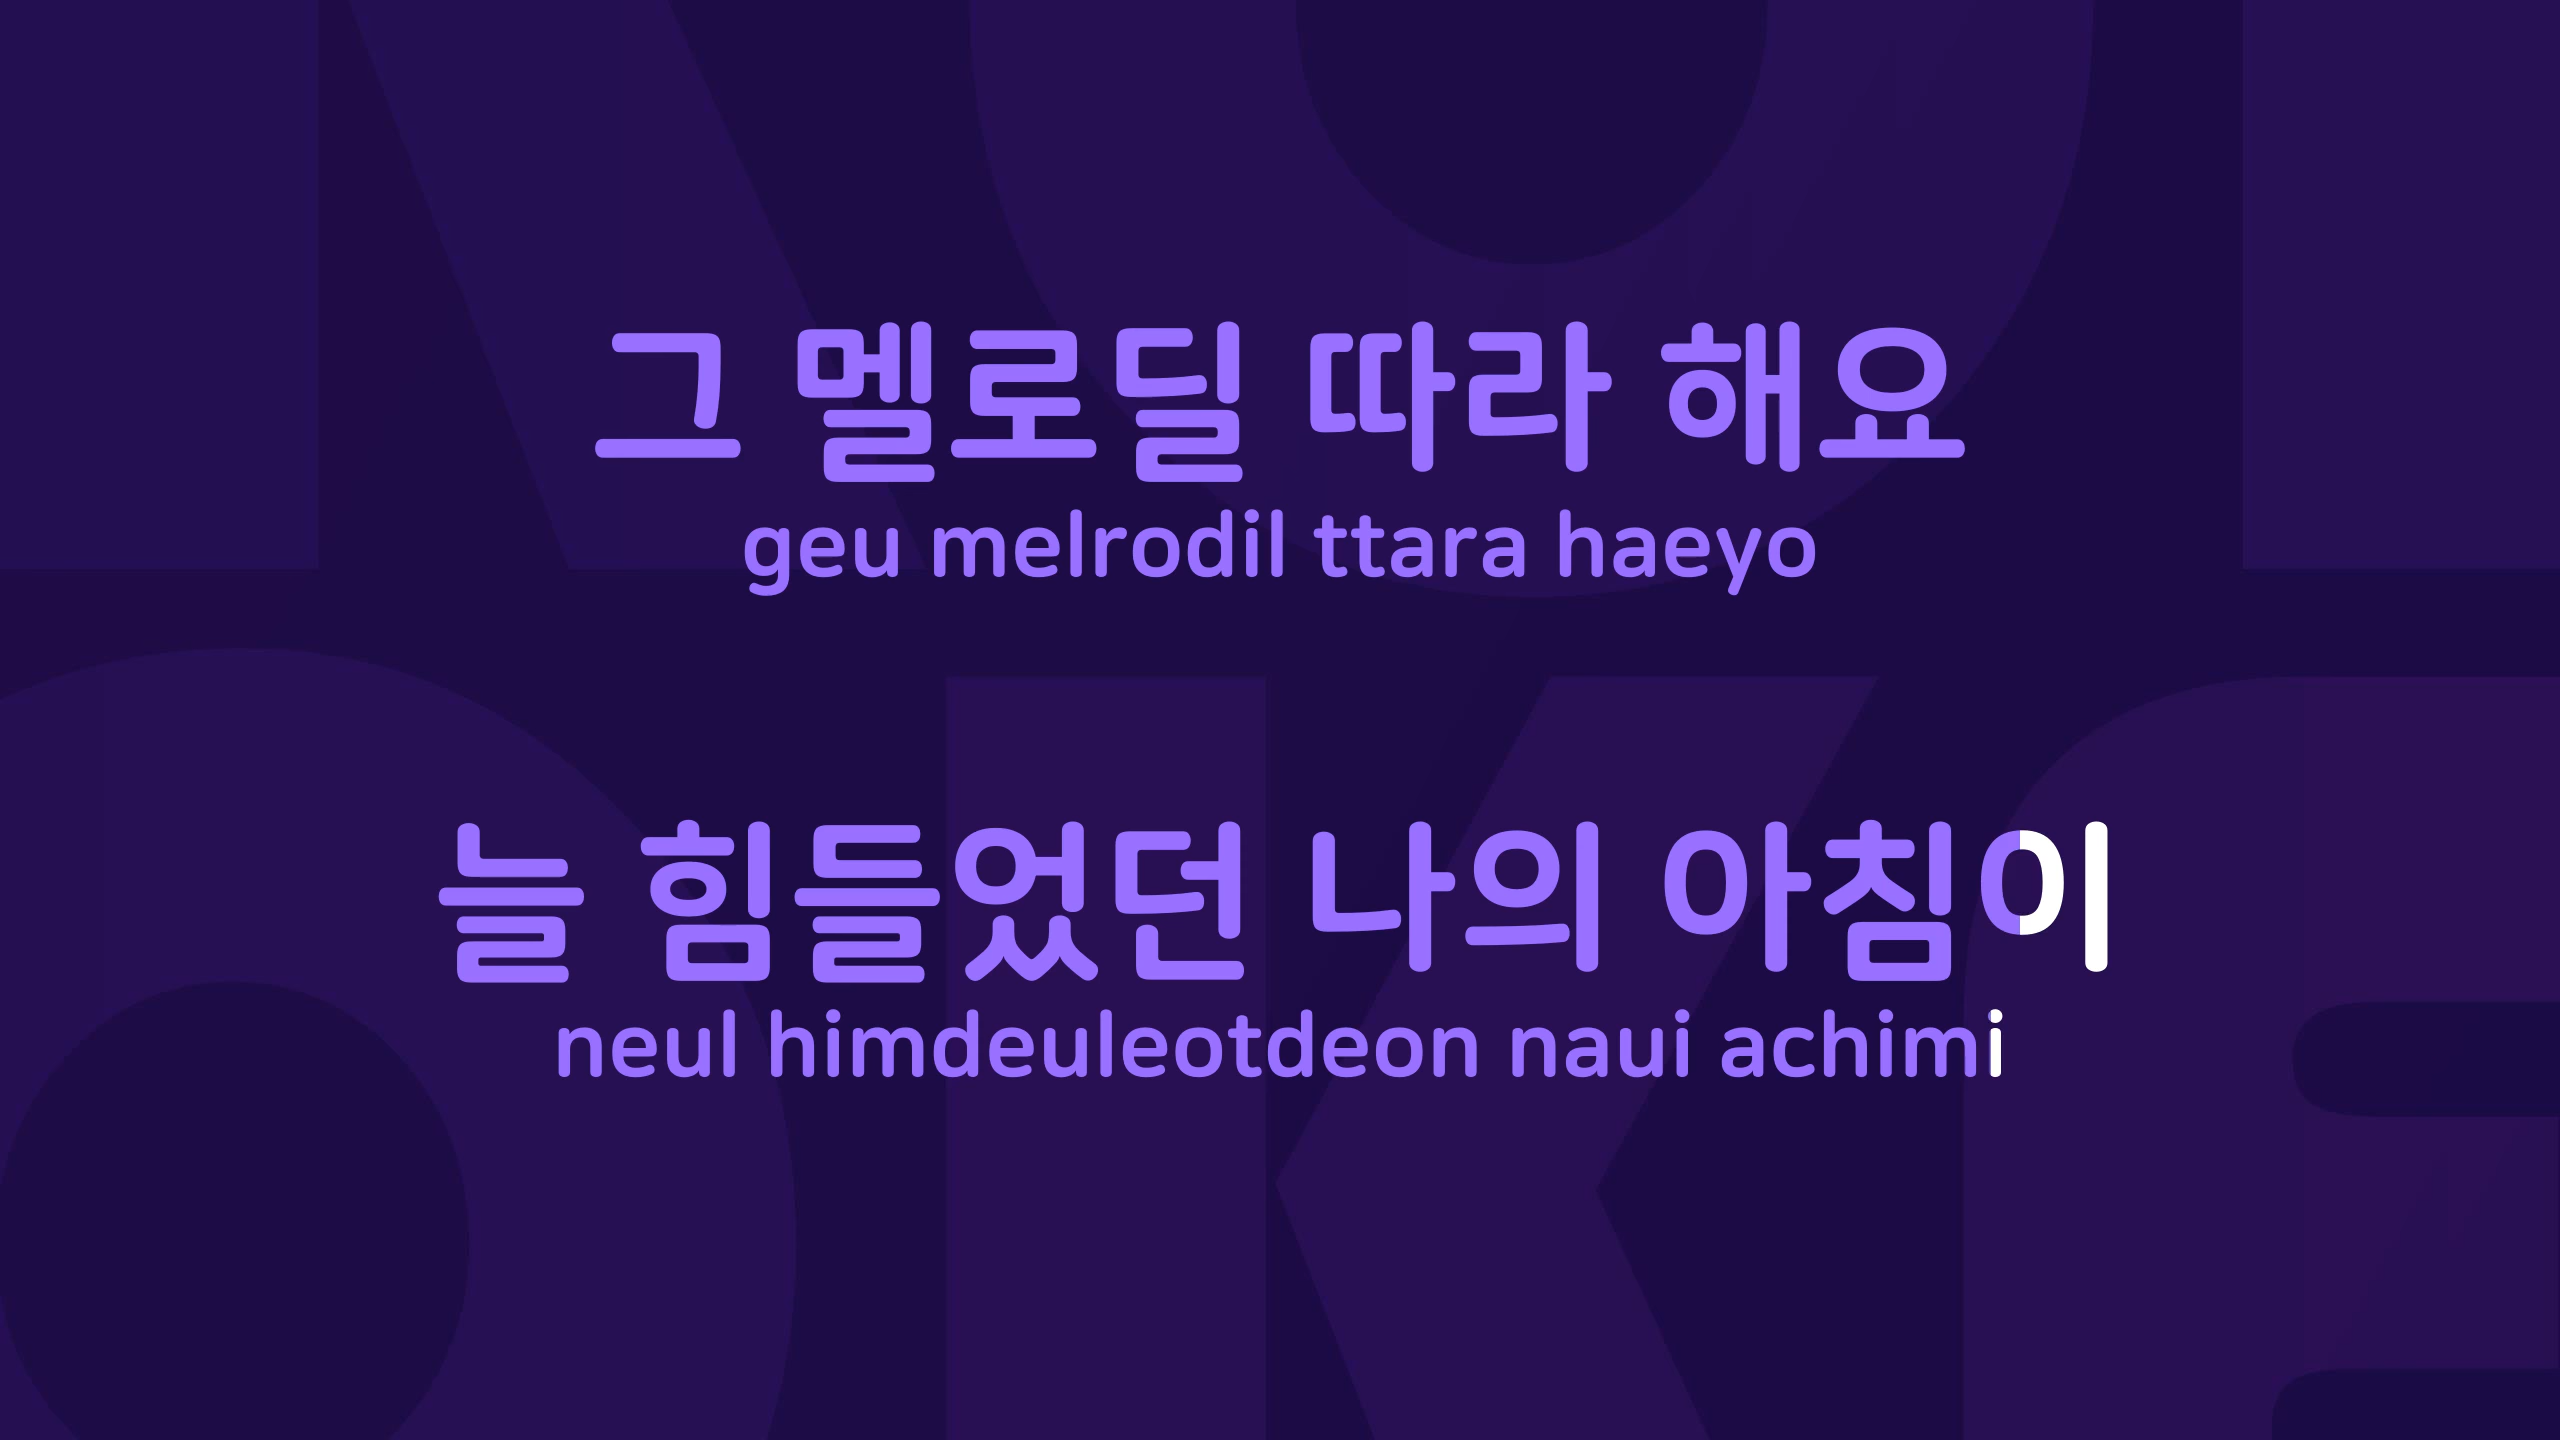 그 멜로딜 따라 해요
geu melrodil ttara haeyo
늘 힘들었던 나의 아침이
neul himdeuleotdeon naui achimi